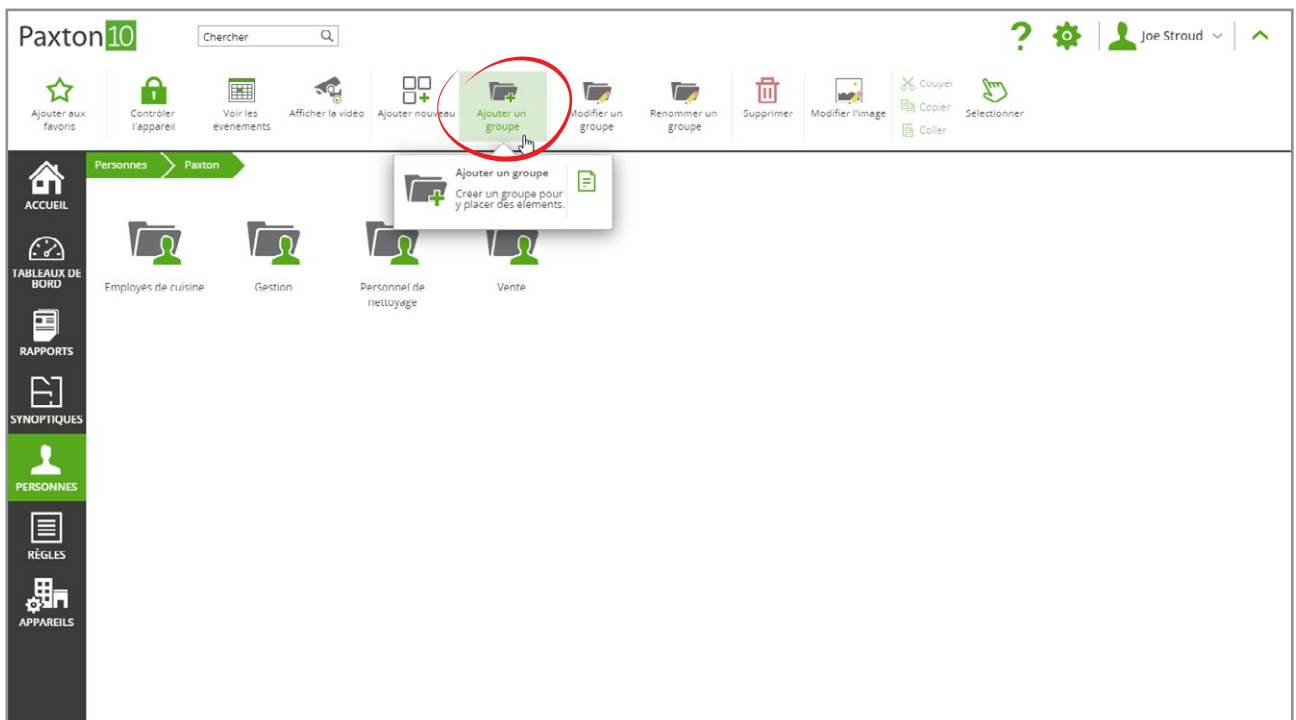 Paxton10
Chercher
?
Joe Stroud
Ajouter aux
favoris
Contrôler
l'appareil
Voir les
evenements
Afficher la vidéo
Ajouter nouveau
Ajouter un
groupe
Modifier un
groupe
Renommer un
groupe
Supprimer
Modifier l'image
Couper
Copier
Coller
Sélectionner
Personnes
Paxton
Ajouter un groupe
Créer un groupe pour
y placer des éléments.
ACCUEIL
TABLEAUX DE
BORD
RAPPORTS
SYNOPTIQUES
PERSONNES
RÈGLES
APPAREILS
Employes de cuisine
Gestion
Personnel de
nettoyage
Vente